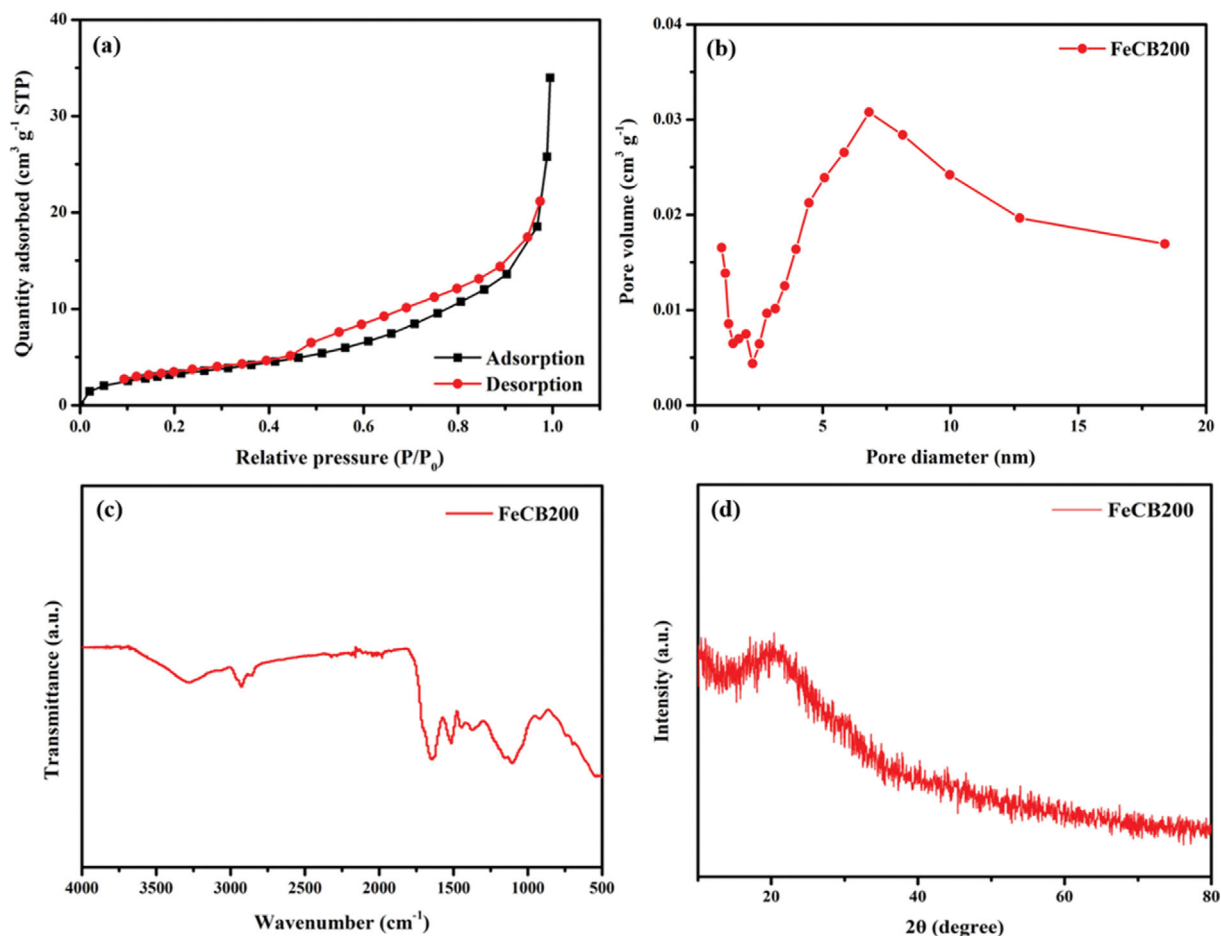 (a)
Quantity adsorbed (cm³ g⁻¹ STP)
40
30
20
10
0
Adsorption
Desorption
0.0 0.2 0.4 0.6 0.8 1.0
Relative pressure (P/P₀)
(b)
FeCB200
Pore volume (cm³ g⁻¹)
0.04
0.03
0.02
0.01
0.00
0 5 10 15 20
Pore diameter (nm)
(c)
FeCB200
Transmittance (a.u.)
4000 3500 3000 2500 2000 1500 1000 500
Wavenumber (cm⁻¹)
(d)
FeCB200
Intensity (a.u.)
20 40 60 80
2θ (degree)